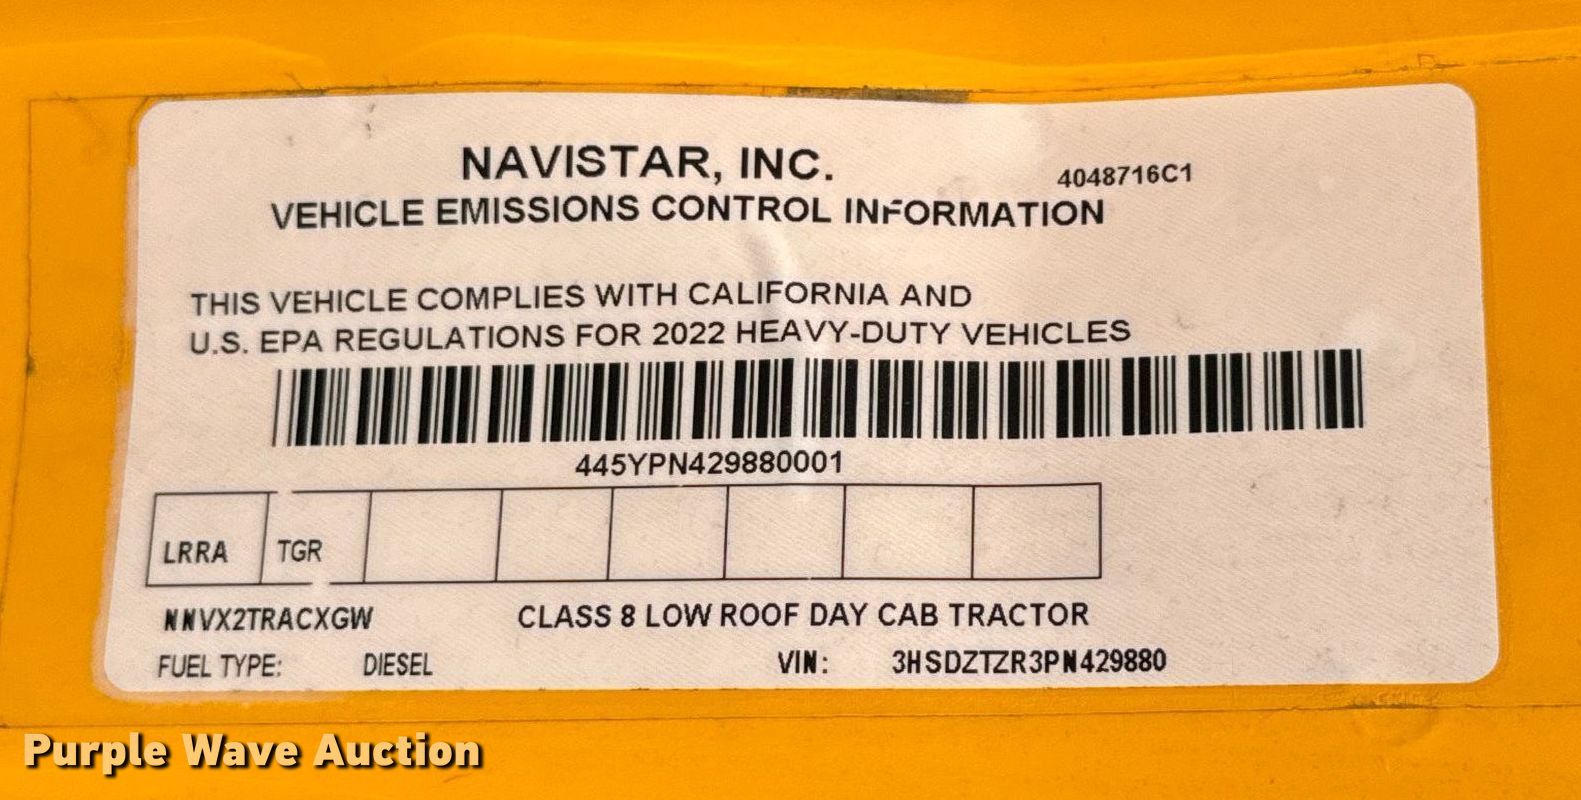 NAVISTAR, INC.
4048716C1
VEHICLE EMISSIONS CONTROL INFORMATION
THIS VEHICLE COMPLIES WITH CALIFORNIA AND
U.S. EPA REGULATIONS FOR 2022 HEAVY-DUTY VEHICLES
445YPN429880001
LRRA TGR
NNVX2TRACXGW CLASS 8 LOW ROOF DAY CAB TRACTOR
FUEL TYPE: DIESEL VIN: 3HSDZTZR3PN429880
Purple Wave Auction